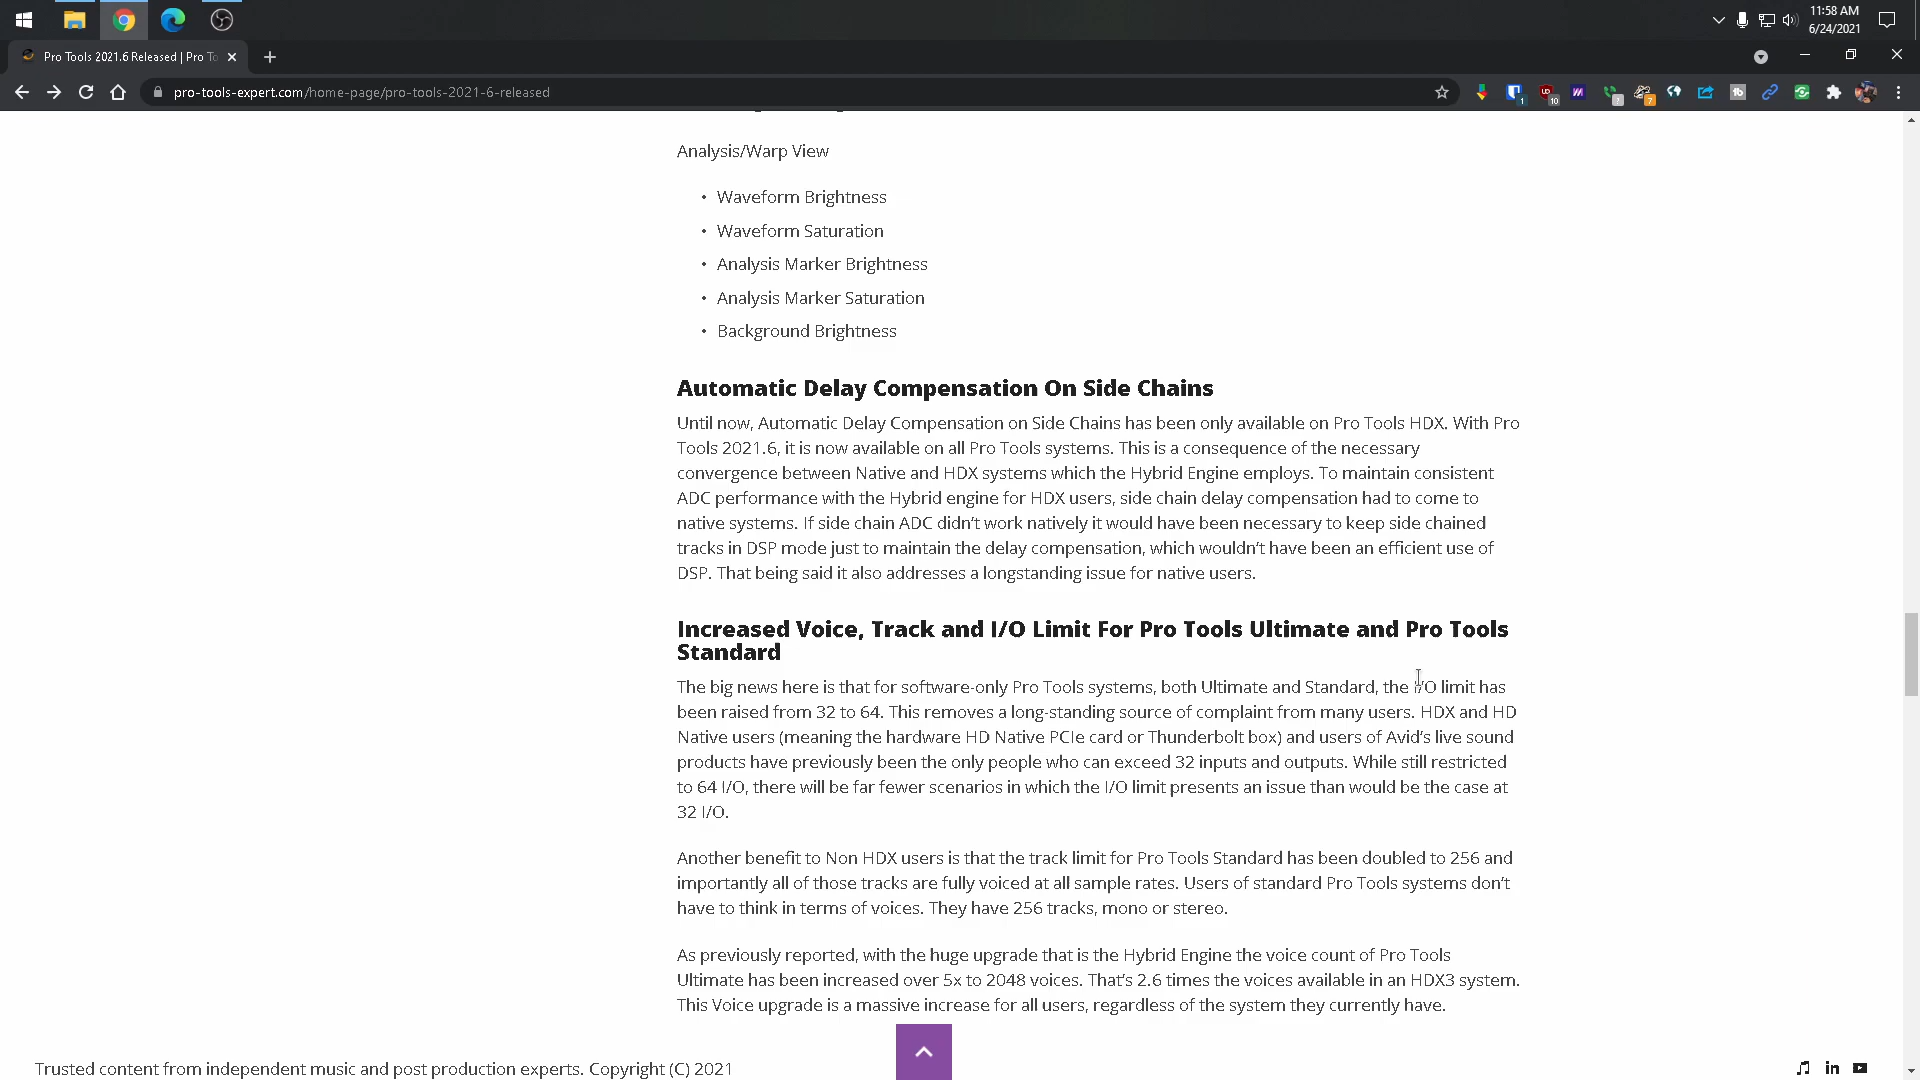 11:58 AM
6/24/2021
Pro Tools 2021.6 Released | Pro To
pro-tools-expert.com/home-page/pro-tools-2021-6-released
Analysis/Warp View
• Waveform Brightness
• Waveform Saturation
• Analysis Marker Brightness
• Analysis Marker Saturation
• Background Brightness
Automatic Delay Compensation On Side Chains
Until now, Automatic Delay Compensation on Side Chains has been only available on Pro Tools HDX. With Pro
Tools 2021.6, it is now available on all Pro Tools systems. This is a consequence of the necessary
convergence between Native and HDX systems which the Hybrid Engine employs. To maintain consistent
ADC performance with the Hybrid engine for HDX users, side chain delay compensation had to come to
native systems. If side chain ADC didn’t work natively it would have been necessary to keep side chained
tracks in DSP mode just to maintain the delay compensation, which wouldn’t have been an efficient use of
DSP. That being said it also addresses a longstanding issue for native users.
Increased Voice, Track and I/O Limit For Pro Tools Ultimate and Pro Tools
Standard
The big news here is that for software-only Pro Tools systems, both Ultimate and Standard, the I/O limit has
been raised from 32 to 64. This removes a long-standing source of complaint from many users. HDX and HD
Native users (meaning the hardware HD Native PCIe card or Thunderbolt box) and users of Avid’s live sound
products have previously been the only people who can exceed 32 inputs and outputs. While still restricted
to 64 I/O, there will be far fewer scenarios in which the I/O limit presents an issue than would be the case at
32 I/O.
Another benefit to Non HDX users is that the track limit for Pro Tools Standard has been doubled to 256 and
importantly all of those tracks are fully voiced at all sample rates. Users of standard Pro Tools systems don’t
have to think in terms of voices. They have 256 tracks, mono or stereo.
As previously reported, with the huge upgrade that is the Hybrid Engine the voice count of Pro Tools
Ultimate has been increased over 5x to 2048 voices. That’s 2.6 times the voices available in an HDX3 system.
This Voice upgrade is a massive increase for all users, regardless of the system they currently have.
Trusted content from independent music and post production experts. Copyright (C) 2021